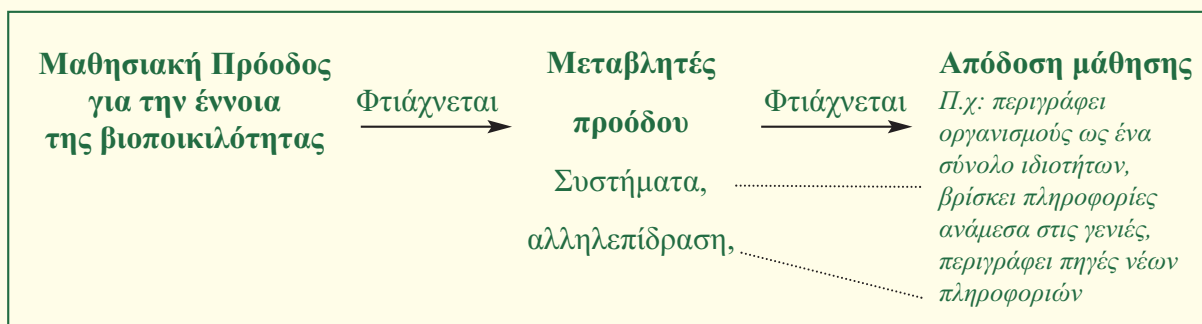 Μαθησιακή Πρόοδος
για την έννοια
της βιοποικιλότητας
Φτιάχνεται
Μεταβλητές
προόδου
Συστήματα,
αλληλεπίδραση,
Φτιάχνεται
Απόδοση μάθησης
Π.χ: περιγράφει
οργανισμούς ως ένα
σύνολο ιδιοτήτων,
βρίσκει πληροφορίες
ανάμεσα στις γενιές,
περιγράφει πηγές νέων
πληροφοριών